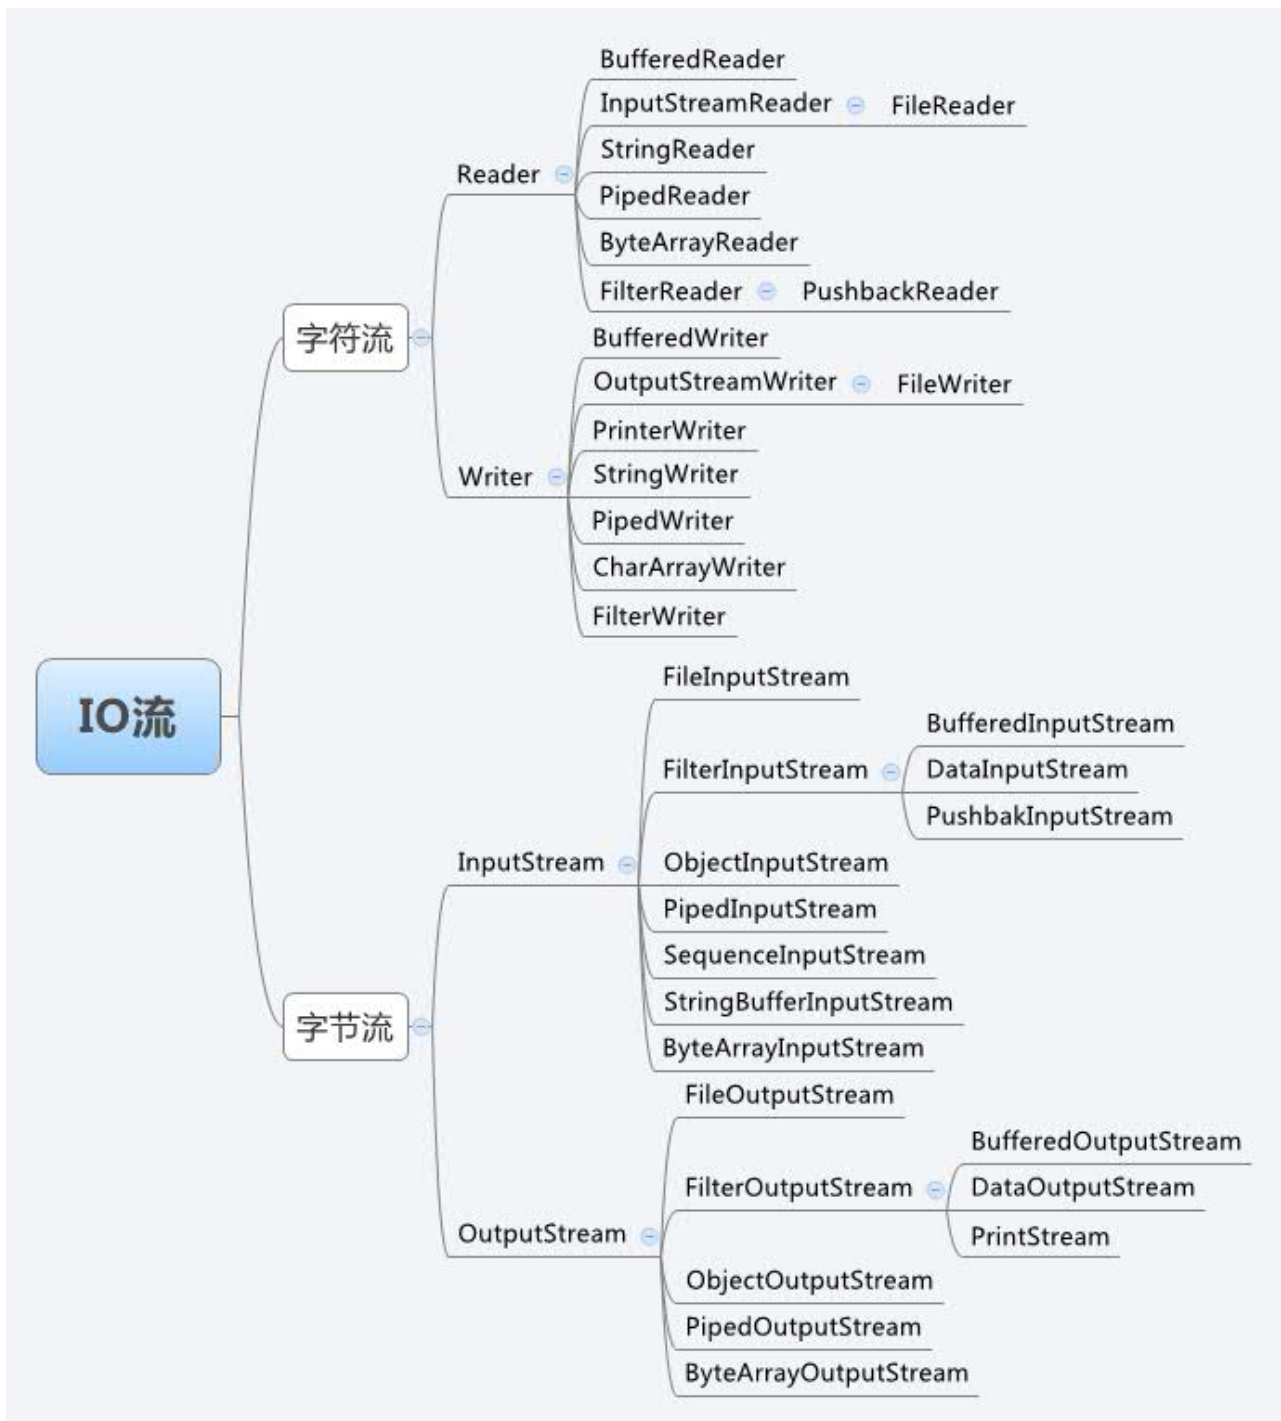 IO流
字符流
Reader
BufferedReader
InputStreamReader
FileReader
StringReader
PipedReader
ByteArrayReader
FilterReader
PushbackReader
Writer
BufferedWriter
OutputStreamWriter
FileWriter
PrinterWriter
StringWriter
PipedWriter
CharArrayWriter
FilterWriter
字节流
InputStream
FileInputStream
FilterInputStream
BufferedInputStream
DataInputStream
PushbakInputStream
ObjectInputStream
PipedInputStream
SequenceInputStream
StringBufferInputStream
ByteArrayInputStream
OutputStream
FileOutputStream
FilterOutputStream
BufferedOutputStream
DataOutputStream
PrintStream
ObjectOutputStream
PipedOutputStream
ByteArrayOutputStream